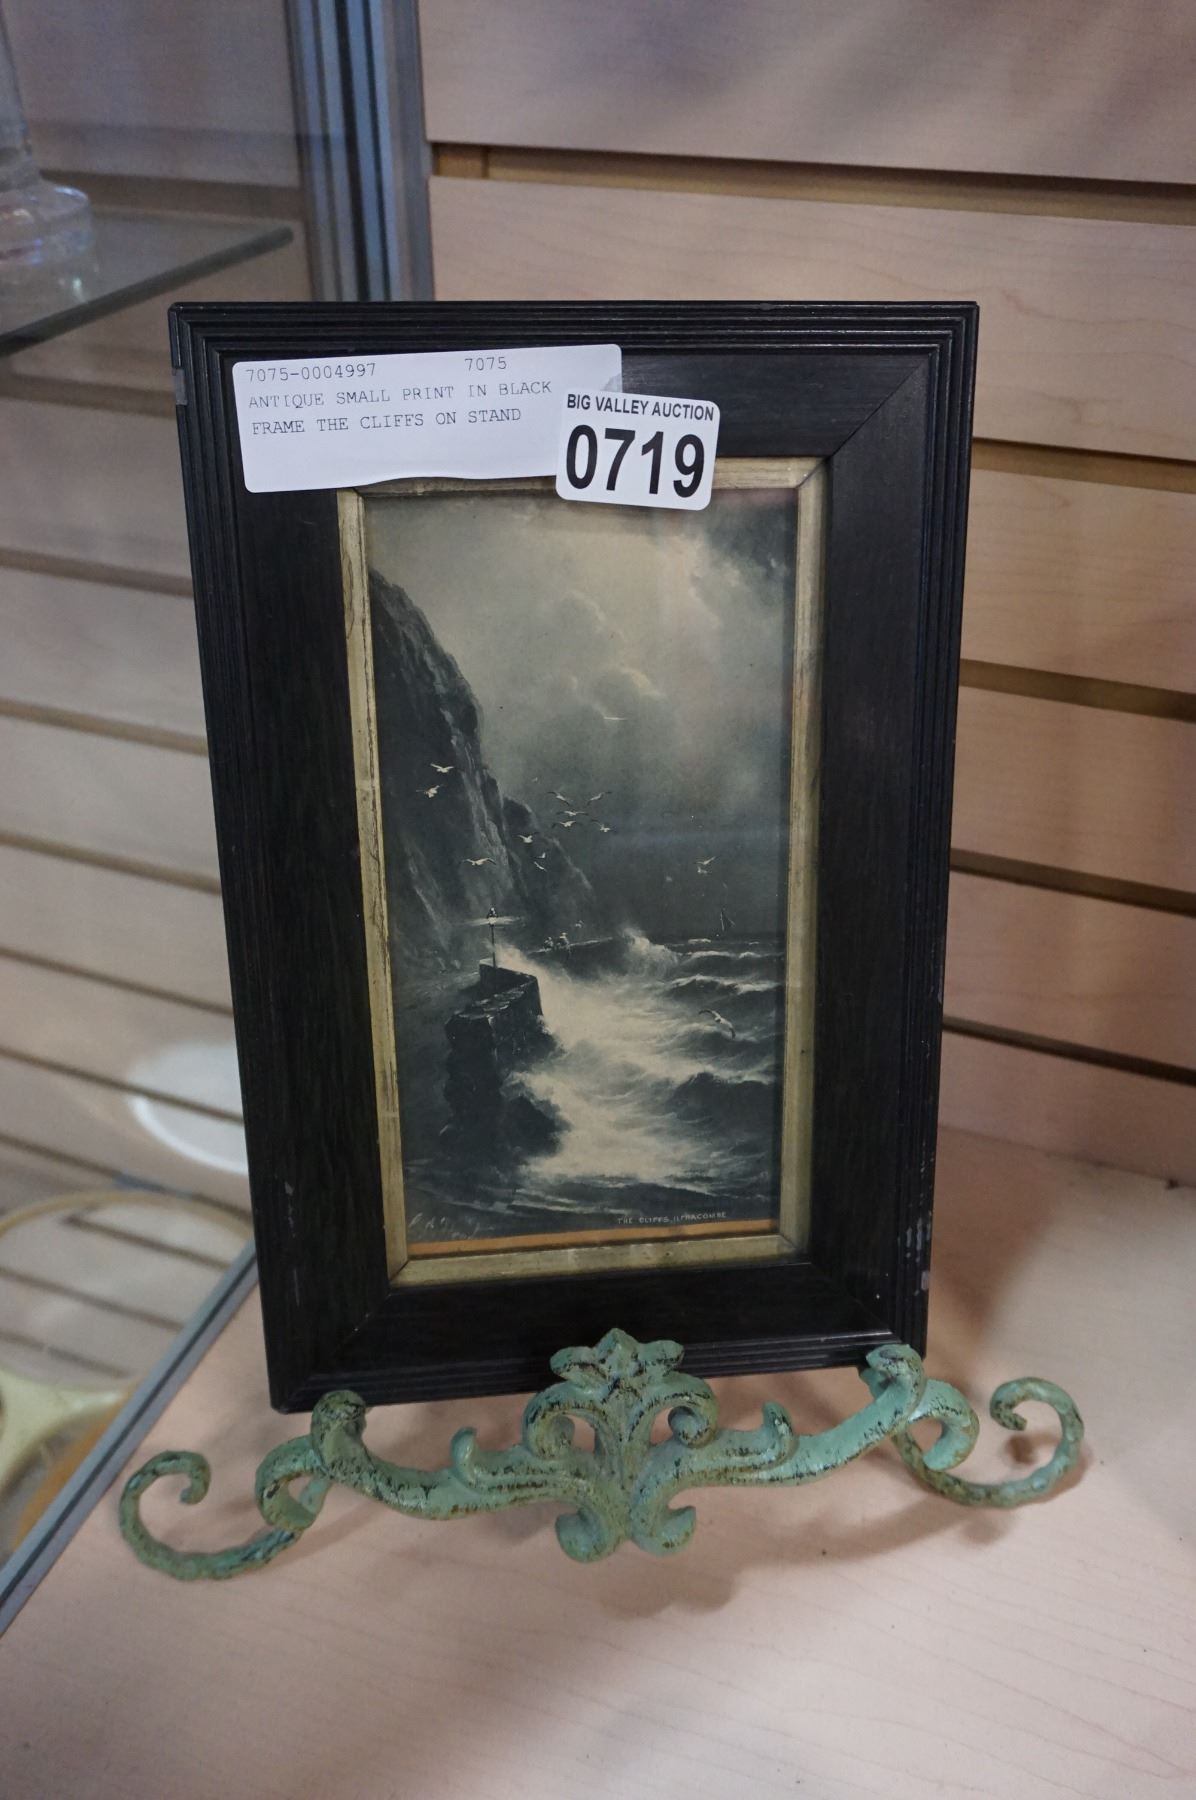 7075-0004997 7075
ANTIQUE SMALL PRINT IN BLACK
FRAME THE CLIFFS ON STAND
BIG VALLEY AUCTION
0719
THE CLIFFS, ILFRACOMBE